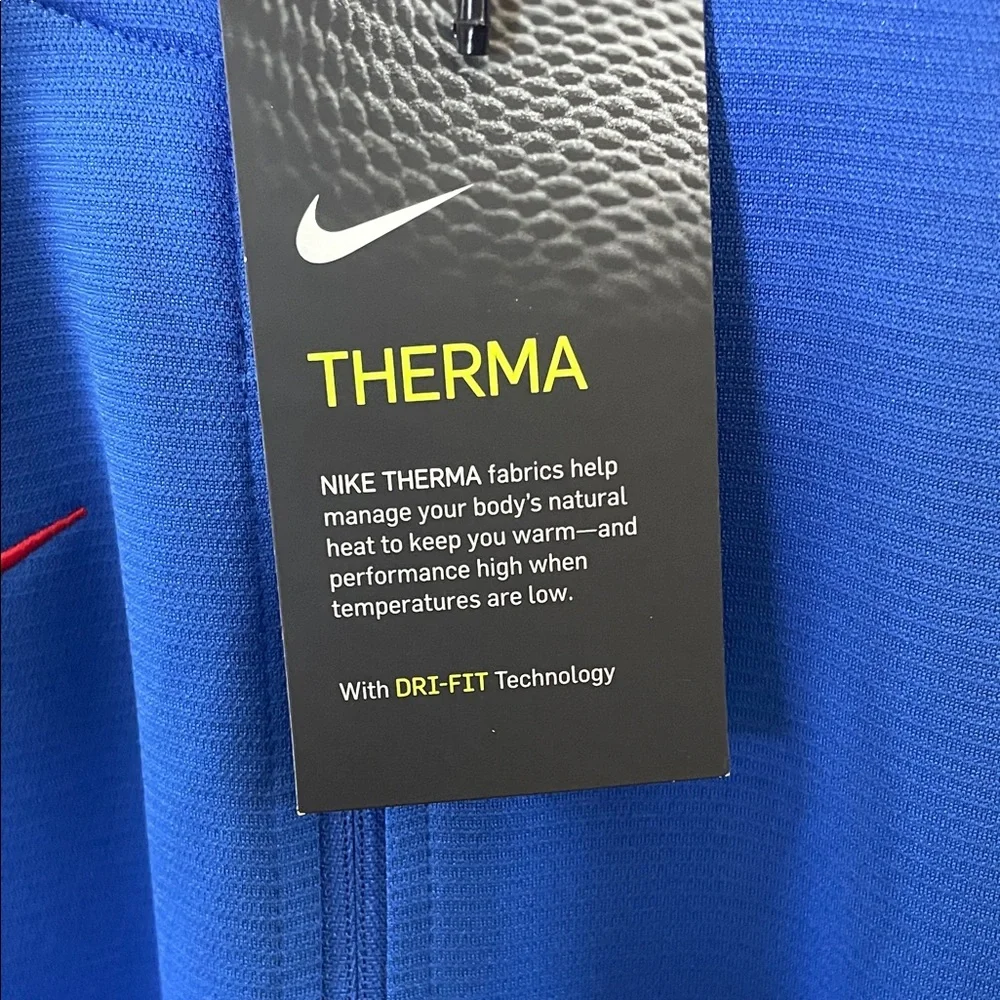 THERMA
NIKE THERMA fabrics help
manage your body's natural
heat to keep you warm—and
performance high when
temperatures are low.
With DRI-FIT Technology